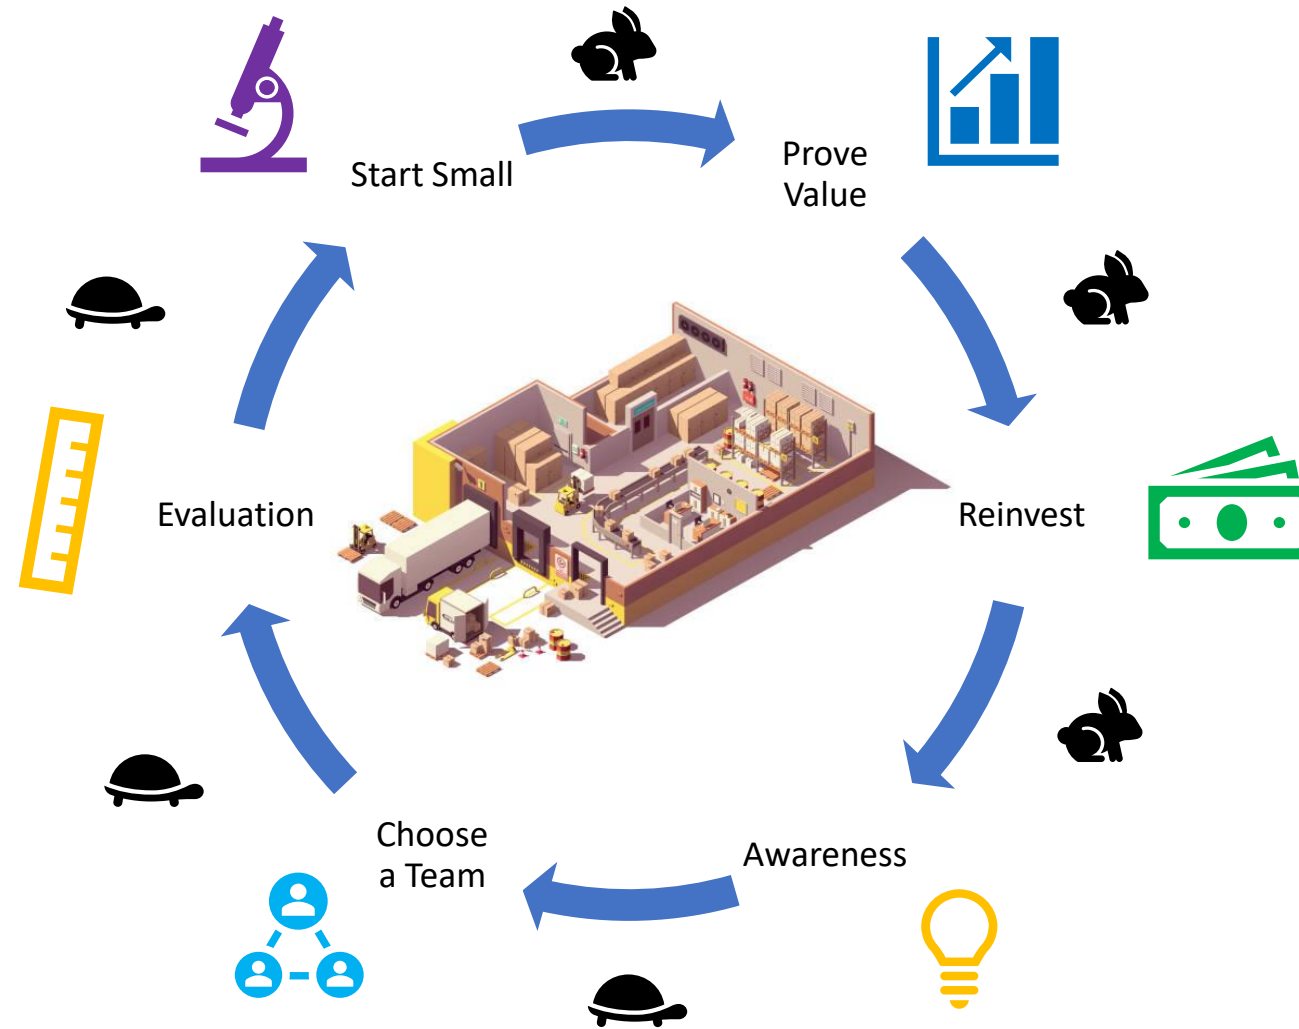 Start Small
Prove
Value
Evaluation
Reinvest
Choose
a Team
Awareness